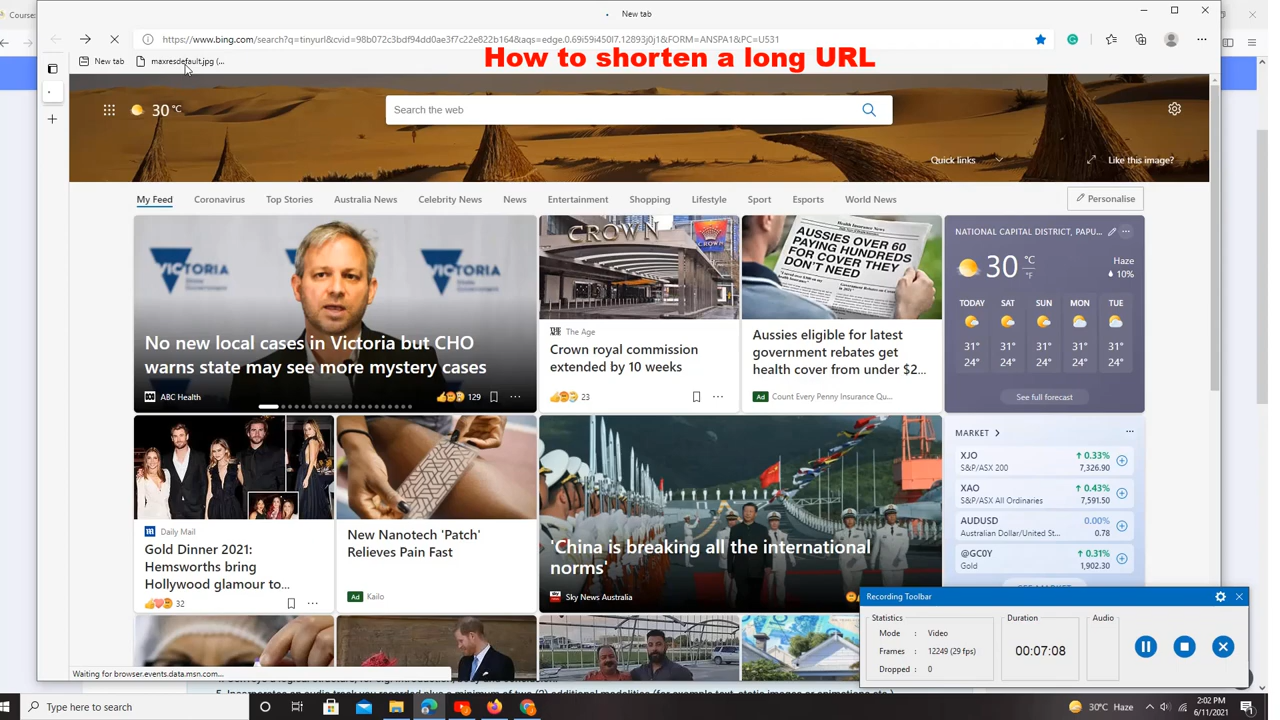 Course:
New tab
https://www.bing.com/search?q=tinyurl&cvid=98b072c3bdf94dd0ae3f7c22e822b164&aqs=edge.0.69i59i450l7.12893j0j1&FORM=ANSPA1&PC=U531
New tab
maxresdefault.jpg (...
How to shorten a long URL
30 °C
Search the web
Quick links
Like this image?
My Feed
Coronavirus
Top Stories
Australia News
Celebrity News
News
Entertainment
Shopping
Lifestyle
Sport
Esports
World News
Personalise
VICTORIA
VICTORIA
No new local cases in Victoria but CHO
warns state may see more mystery cases
ABC Health
129
CROWN
CROWN
The Age
Crown royal commission
extended by 10 weeks
23
Health Insurance News
AUSSIES OVER 60
PAYING HUNDREDS
FOR COVER THEY
DON'T NEED
Aussies eligible for latest
government rebates get
health cover from under $2...
Ad
Count Every Penny Insurance Qu...
NATIONAL CAPITAL DISTRICT, PAPU...
30 °C
°F
Haze
10%
TODAY SAT SUN MON TUE
31° 31° 31° 31° 31°
24° 24° 24° 24° 24°
See full forecast
Daily Mail
Gold Dinner 2021:
Hemsworths bring
Hollywood glamour to...
32
New Nanotech 'Patch'
Relieves Pain Fast
Ad Kailo
'China is breaking all the international
norms'
Sky News Australia
MARKET
XJO 0.33%
S&P/ASX 200 7,326.90
XAO 0.43%
S&P/ASX All Ordinaries 7,591.50
AUDUSD 0.00%
Australian Dollar/United St... 0.78
@GC0Y 0.31%
Gold 1,902.30
Recording Toolbar
Statistics
Mode : Video
Frames : 12249 (29 fps)
Dropped : 0
Duration
00:07:08
Audio
Waiting for browser.events.data.msn.com...
Type here to search
30°C Haze
2:02 PM
6/11/2021